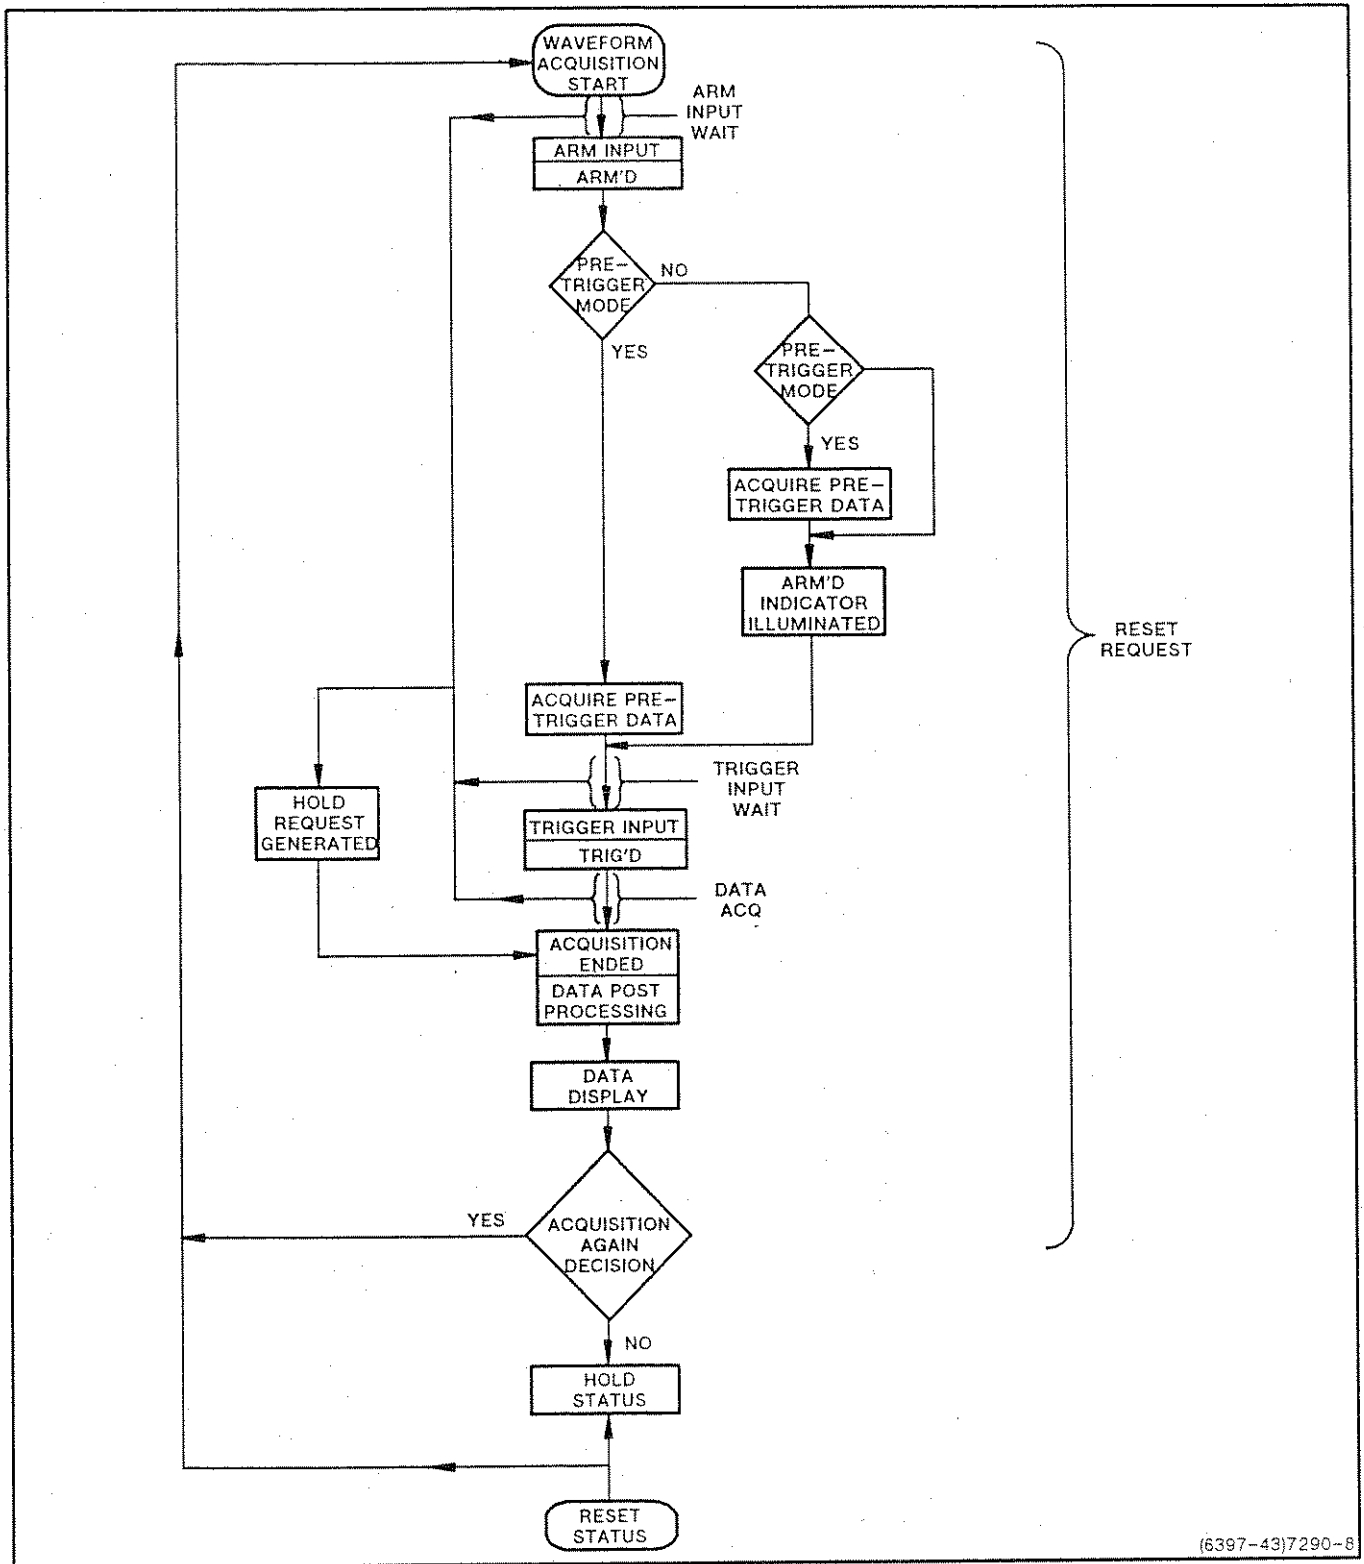 WAVEFORM
ACQUISITION
START
ARM
INPUT
WAIT
ARM INPUT
ARM'D
PRE-
TRIGGER
MODE
NO
YES
PRE-
TRIGGER
MODE
YES
ACQUIRE PRE-
TRIGGER DATA
ARM'D
INDICATOR
ILLUMINATED
RESET
REQUEST
ACQUIRE PRE-
TRIGGER DATA
TRIGGER
INPUT
WAIT
HOLD
REQUEST
GENERATED
TRIGGER INPUT
TRIG'D
DATA
ACQ
ACQUISITION
ENDED
DATA POST
PROCESSING
DATA
DISPLAY
YES
ACQUISITION
AGAIN
DECISION
NO
HOLD
STATUS
RESET
STATUS
(6397-43)7290-8